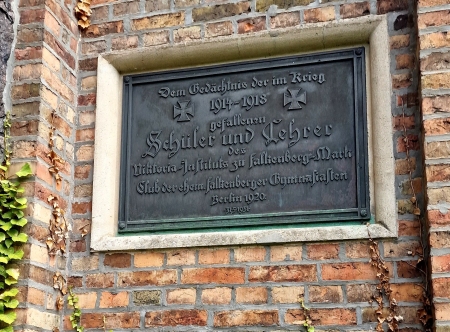 Dem Gedächtnis der im Krieg
1914-1918
gefallenen
Schüler und Lehrer
des
Viktoria-Instituts zu Falkenberg-Mark
Club der ehem. Falkenberger Gymnasiasten
Berlin 1920.